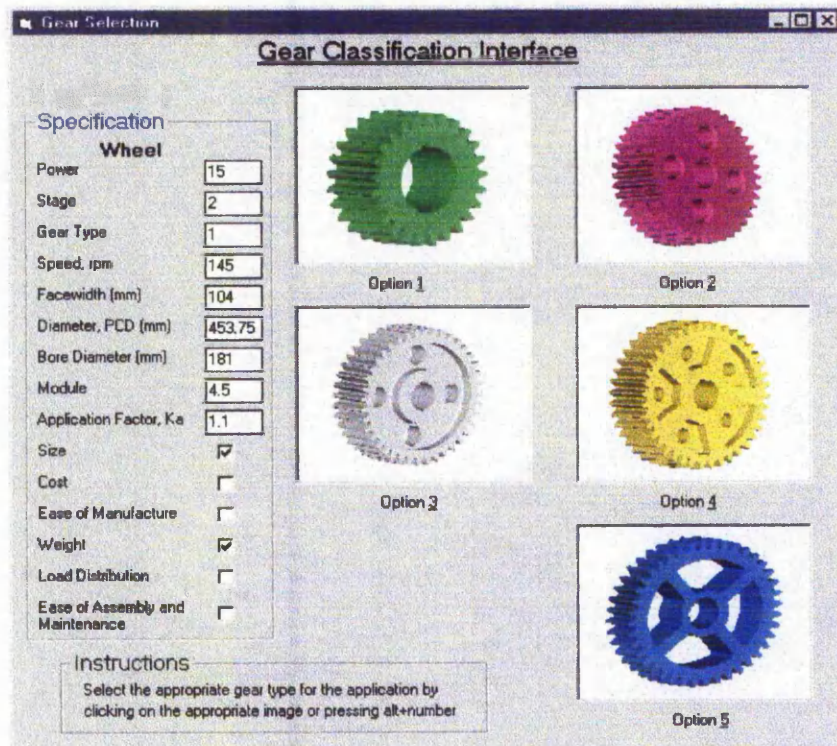 Gear Selection
Gear Classification Interface
Specification
Wheel
Power 15
Stage 2
Gear Type 1
Speed, rpm 145
Facewidth (mm) 104
Diameter, PCD (mm) 453.75
Bore Diameter (mm) 181
Module 4.5
Application Factor, Ka 1.1
Size
Cost
Ease of Manufacture
Weight
Load Distribution
Ease of Assembly and
Maintenance
Option 1
Option 2
Option 3
Option 4
Option 5
Instructions
Select the appropriate gear type for the application by
clicking on the appropriate image or pressing alt+number